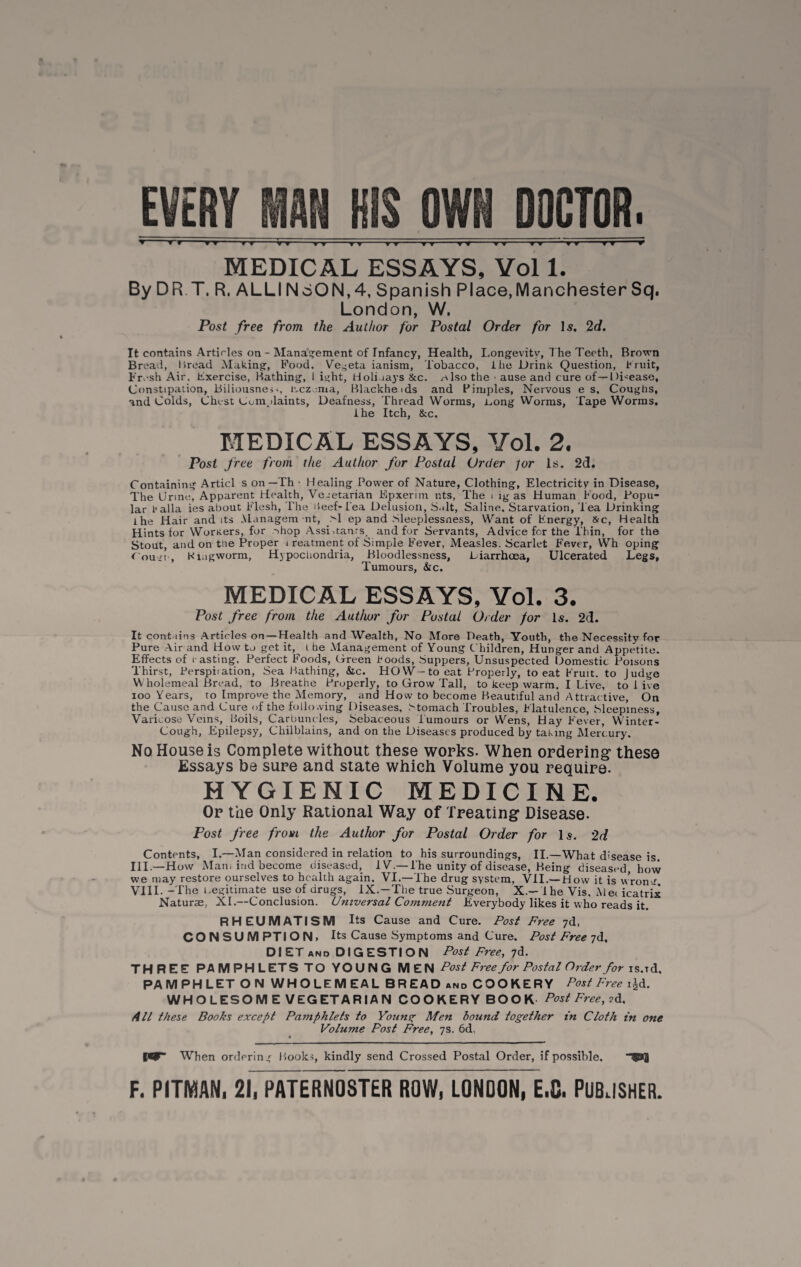 EVERY MAN HIS OWN DOCTOR.
MEDICAL ESSAYS, Vol 1.
By DR. T. R. ALLINSON, 4, Spanish Place, Manchester Sq.
London, W.
Post free from the Author for Postal Order for 1s. 2d.
It contains Articles on - Management of Infancy, Health, Longevity, The Teeth, Brown
Bread, Bread Making, Food, Vegetarianism, Tobacco, The Drink Question, Fruit,
Fresh Air, Exercise, Bathing, Light, Holidays &c. Also the Cause and cure of—Disease,
Constipation, Biliousness, Eczema, Blackheads and Pimples, Nervousness, Coughs,
and Colds, Chest Complaints, Deafness, Thread Worms, Long Worms, Tape Worms,
The Itch, &c.
MEDICAL ESSAYS, Vol. 2.
Post free from the Author for Postal Order for 1s. 2d.
Containing Articles on—The Healing Power of Nature, Clothing, Electricity in Disease,
The Urine, Apparent Health, Vegetarian Epxeriments, The Pig as Human Food, Popu-
lar Fallacies about Flesh, The Beef-Tea Delusion, Salt, Saline, Starvation, Tea Drinking
The Hair and its Management, Sleep and Sleeplessness, Want of Energy, &c, Health
Hints for Workers, for Shop Assistants, and for Servants, Advice for the Thin, for the
Stout, and on the Proper Treatment of Simple Fever, Measles, Scarlet Fever, Whooping
Cough, Ringworm, Hypochondria, Bloodlessness, Diarrhœa, Ulcerated Legs,
Tumours, &c.
MEDICAL ESSAYS, Vol. 3.
Post free from the Author for Postal Order for 1s. 2d.
It contains Articles on—Health and Wealth, No More Death, Youth, the Necessity for
Pure Air and How to get it, The Management of Young Children, Hunger and Appetite.
Effects of Fasting, Perfect Foods, Green Foods, Suppers, Unsuspected Domestic Poisons
Thirst, Perspiration, Sea Bathing, &c. HOW—to eat Properly, to eat Fruit, to Judge
Wholemeal Bread, to Breathe Properly, to Grow Tall, to keep warm, I Live, to Live
100 Years, to Improve the Memory, and How to become Beautiful and Attractive, On
the Cause and Cure of the following Diseases, Stomach Troubles, Flatulence, Sleepiness,
Varicose Veins, Boils, Carbuncles, Sebaceous Tumours or Wens, Hay Fever, Winter-
Cough, Epilepsy, Chilblains, and on the Diseases produced by taking Mercury.
No House is Complete without these works. When ordering these
Essays be sure and state which Volume you require.
HYGIENIC MEDICINE.
Or the Only Rational Way of Treating Disease.
Post free from the Author for Postal Order for 1s. 2d
Contents, I.—Man considered in relation to his surroundings, II.—What disease is.
III.—How Mankind become diseased, IV.—The unity of disease, Being diseased, how
we may restore ourselves to health again. VI.—The drug system, VII.—How it is wrong,
VIII.—The Legitimate use of drugs, IX.—The true Surgeon, X.—The Vis. Medicatrix
Naturæ, XI.—Conclusion. Universal Comment Everybody likes it who reads it.
RHEUMATISM Its Cause and Cure. Post Free 7d,
CONSUMPTION, Its Cause Symptoms and Cure. Post Free 7d,
DIET AND DIGESTION Post Free, 7d.
THREE PAMPHLETS TO YOUNG MEN Post Free for Postal Order for 1s.1d,
PAMPHLET ON WHOLEMEAL BREAD AND COOKERY Post Free 1½d.
WHOLESOME VEGETARIAN COOKERY BOOK. Post Free, 2d.
All these Books except Pamphlets to Young Men bound together in Cloth in one
Volume Post Free, 7s. 6d.
When ordering Books, kindly send Crossed Postal Order, if possible.
F. PITMAN, 21, PATERNOSTER ROW, LONDON, E.C. PUBLISHER.